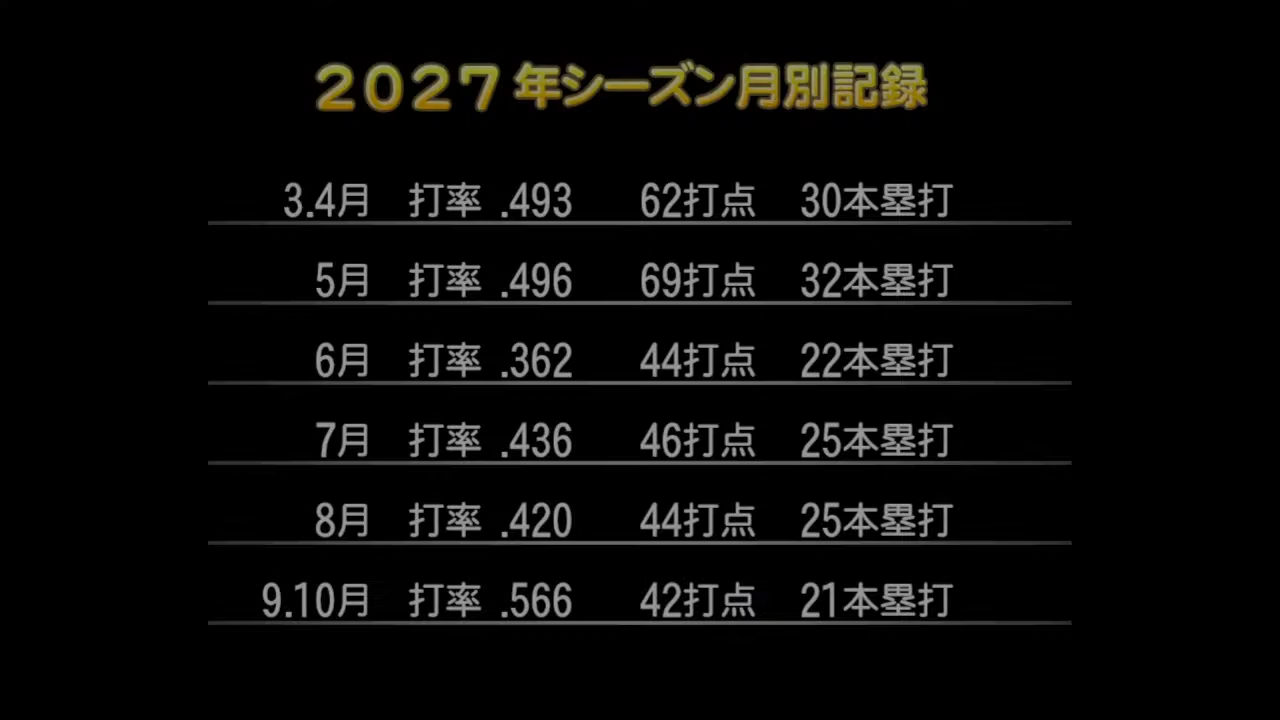 ２０２７年シーズン月別記録
3.4月 打率 .493 62打点 30本塁打
5月 打率 .496 69打点 32本塁打
6月 打率 .362 44打点 22本塁打
7月 打率 .436 46打点 25本塁打
8月 打率 .420 44打点 25本塁打
9.10月 打率 .566 42打点 21本塁打